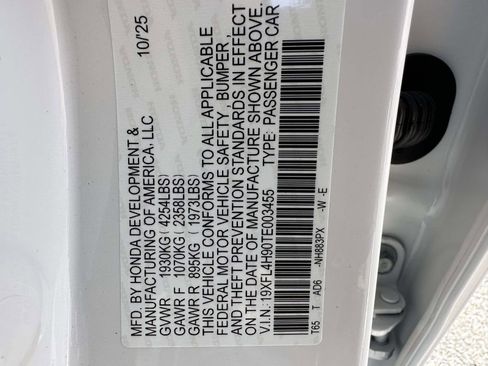 MFD. BY HONDA DEVELOPMENT & 10/'25
MANUFACTURING OF AMERICA, LLC
GVWR 1930KG(4254LBS)
GAWR F 1070KG(2358LBS)
GAWR R 895KG (1973LBS)
THIS VEHICLE CONFORMS TO ALL APPLICABLE
FEDERAL MOTOR VEHICLE SAFETY, BUMPER,
AND THEFT PREVENTION STANDARDS IN EFFECT
ON THE DATE OF MANUFACTURE SHOWN ABOVE.
V.I.N: 19XFL4H90TE003455 TYPE: PASSENGER CAR
T65 T AD6 -NH883PX -W -E